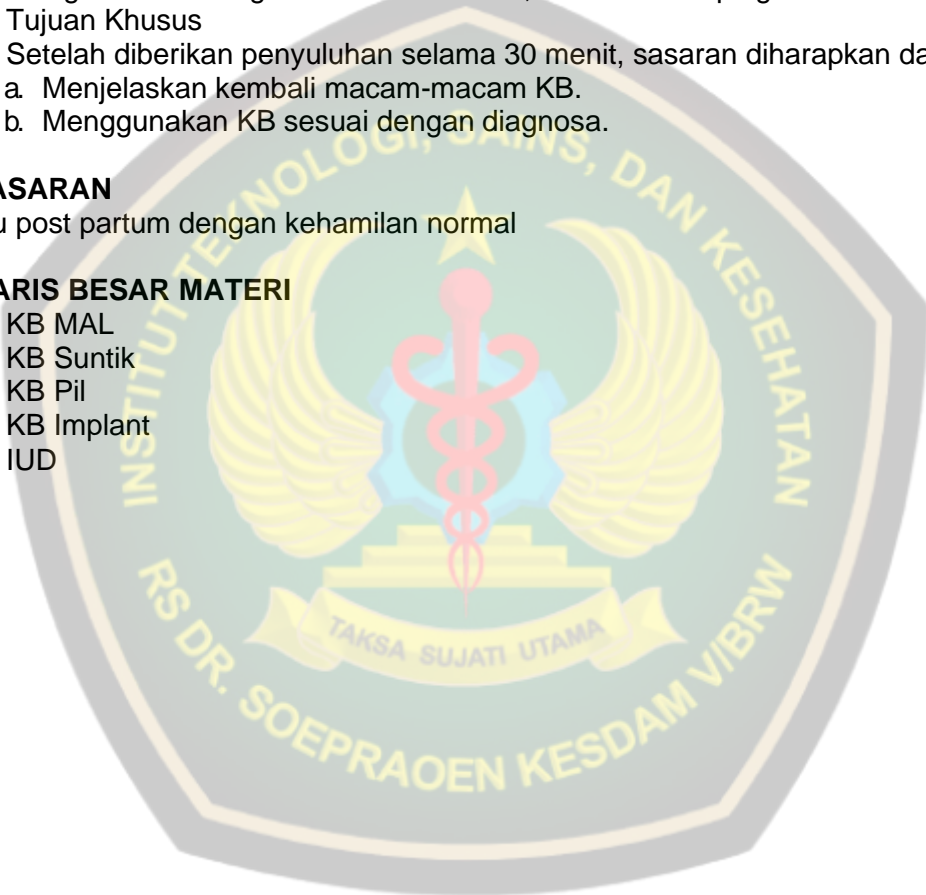 Tujuan Khusus
Setelah diberikan penyuluhan selama 30 menit, sasaran diharapkan da
a. Menjelaskan kembali macam-macam KB.
b. Menggunakan KB sesuai dengan diagnosa.
ASARAN
u post partum dengan kehamilan normal
ARIS BESAR MATERI
KB MAL
KB Suntik
KB Pil
KB Implant
IUD
INSTITUT TEKNOLOGI, SAINS, DAN KESEHATAN
TAKSA SUJATI UTAMA
RS DR. SOEPRAOEN KESDAM V/BRW